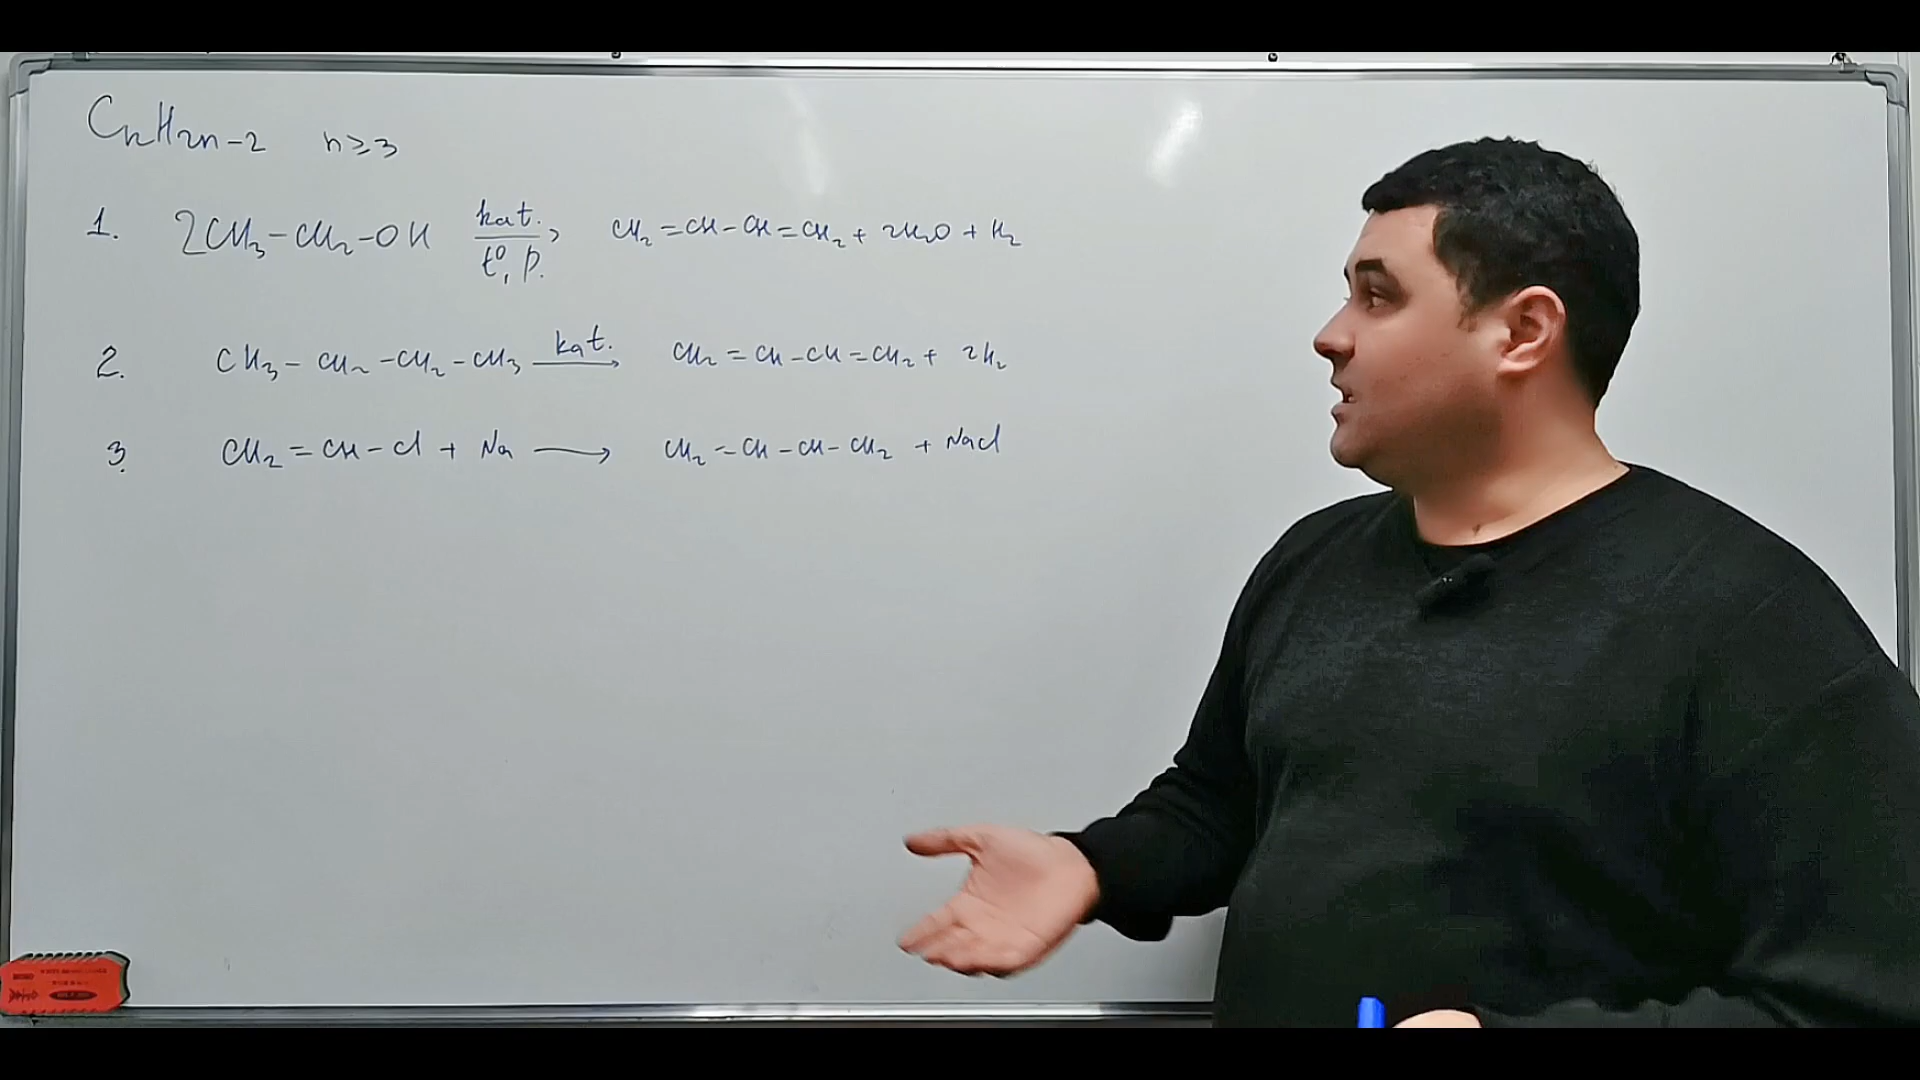 CnH2n-2 n≥3
1. 2CH3-CH2-OH kat. t°, p. → CH2=CH-CH=CH2 + 2H2O + H2
2. CH3-CH2-CH2-CH3 kat. → CH2=CH-CH=CH2 + 2H2
3. CH2=CH-Cl + Na → CH2=CH-CH-CH2 + NaCl